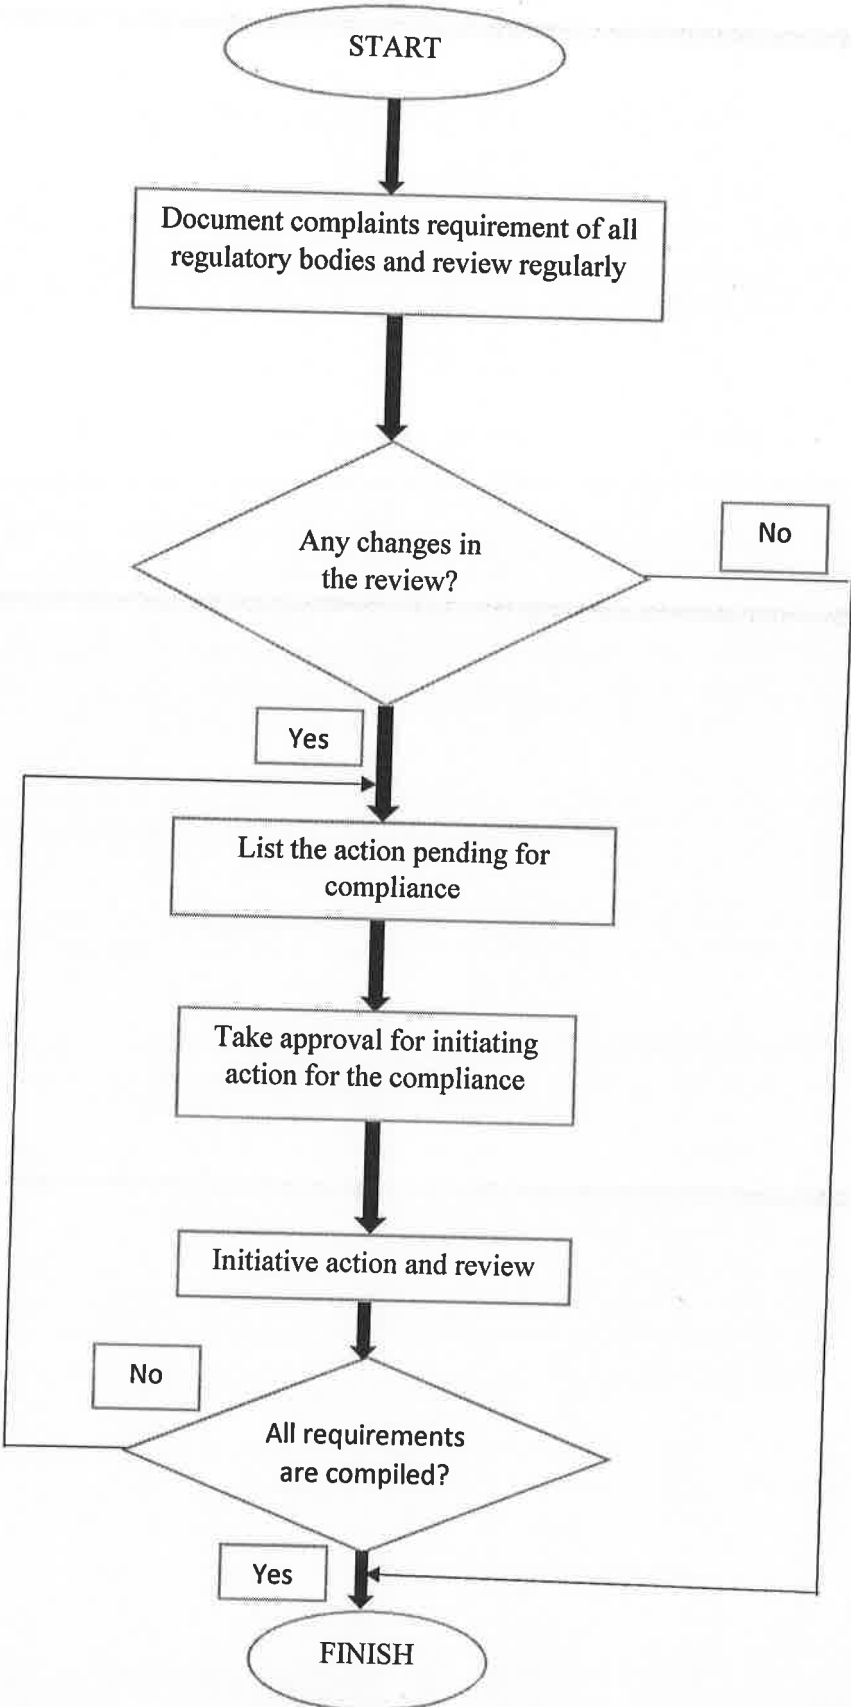 START
Document complaints requirement of all
regulatory bodies and review regularly
Any changes in
the review?
No
Yes
List the action pending for
compliance
Take approval for initiating
action for the compliance
Initiative action and review
No
All requirements
are compiled?
Yes
FINISH